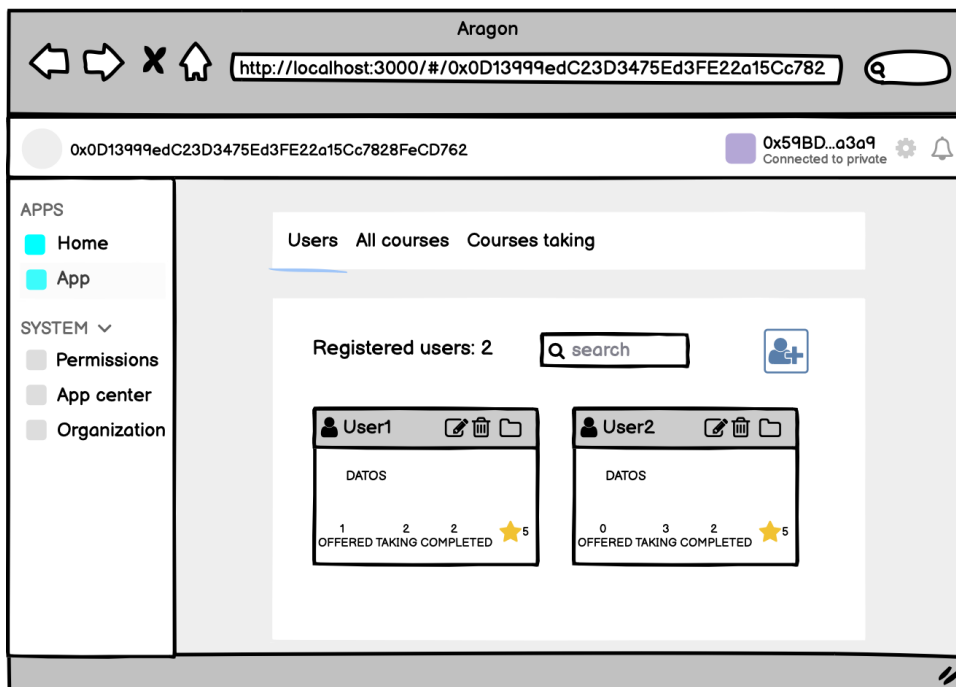 Aragon
http://localhost:3000/#/0x0D13999edC23D3475Ed3FE22a15Cc782
0x0D13999edC23D3475Ed3FE22a15Cc7828FeCD762
0x59BD...a3a9
Connected to private
APPS
Home
App
SYSTEM
Permissions
App center
Organization
Users All courses Courses taking
Registered users: 2
search
User1
DATOS
1 2 2 5
OFFERED TAKING COMPLETED
User2
DATOS
0 3 2 5
OFFERED TAKING COMPLETED